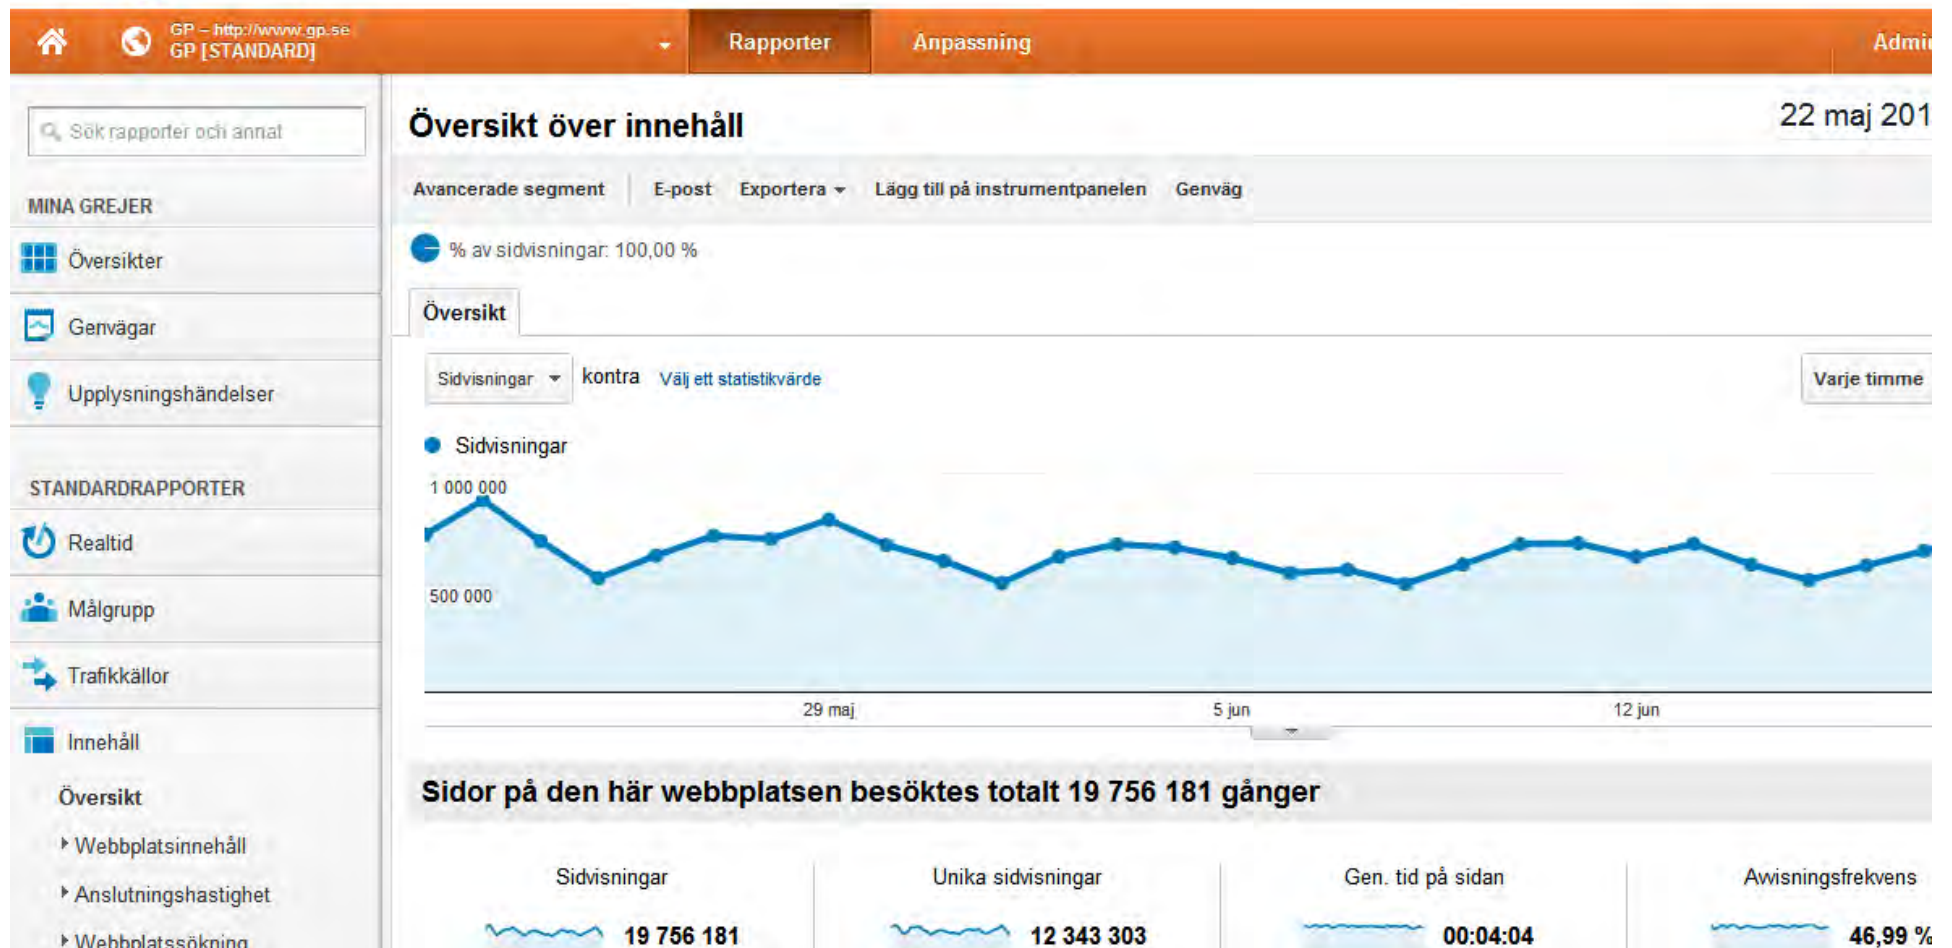 GP – http://www.gp.se
GP [STANDARD]
Rapporter
Anpassning
Sök rapporter och annat
MINA GREJER
Översikter
Genvägar
Upplysningshändelser
STANDARDRAPPORTER
Realtid
Målgrupp
Trafikkällor
Innehåll
Översikt
Webbplatsinnehåll
Anslutningshastighet
Webbplatssökning
Översikt över innehåll
22 maj 201
Avancerade segment E-post Exportera Lägg till på instrumentpanelen Genväg
% av sidvisningar: 100,00 %
Översikt
Sidvisningar kontra Välj ett statistikvärde
Varje timme
Sidvisningar
1 000 000
500 000
29 maj 5 jun 12 jun
Sidor på den här webbplatsen besöktes totalt 19 756 181 gånger
Sidvisningar
19 756 181
Unika sidvisningar
12 343 303
Gen. tid på sidan
00:04:04
Avvisningsfrekvens
46,99 %